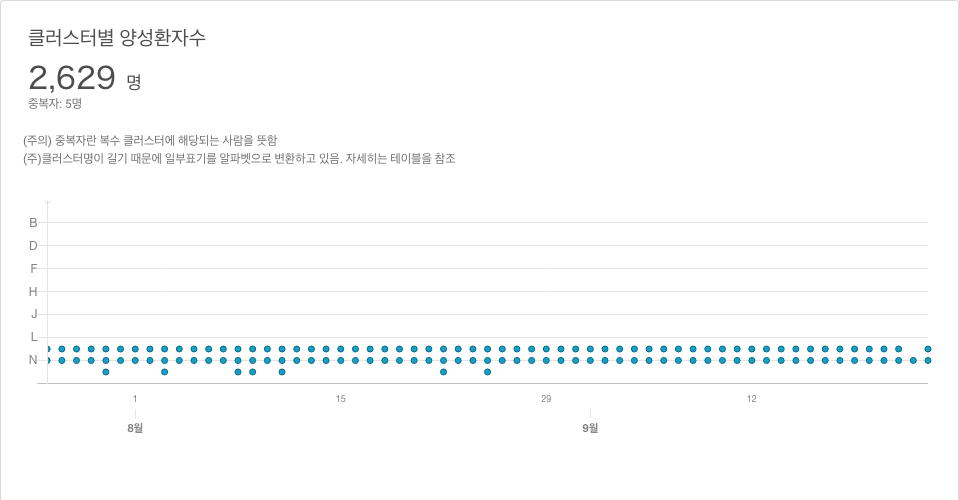 클러스터별 양성환자수
2,629 명
중복자: 5명
(주의) 중복자란 복수 클러스터에 해당되는 사람을 뜻함
(주)클러스터명이 길기 때문에 일부표기를 알파벳으로 변환하고 있음. 자세히는 테이블을 참조
B
D
F
H
J
L
N
1 15 29 12
8월 9월